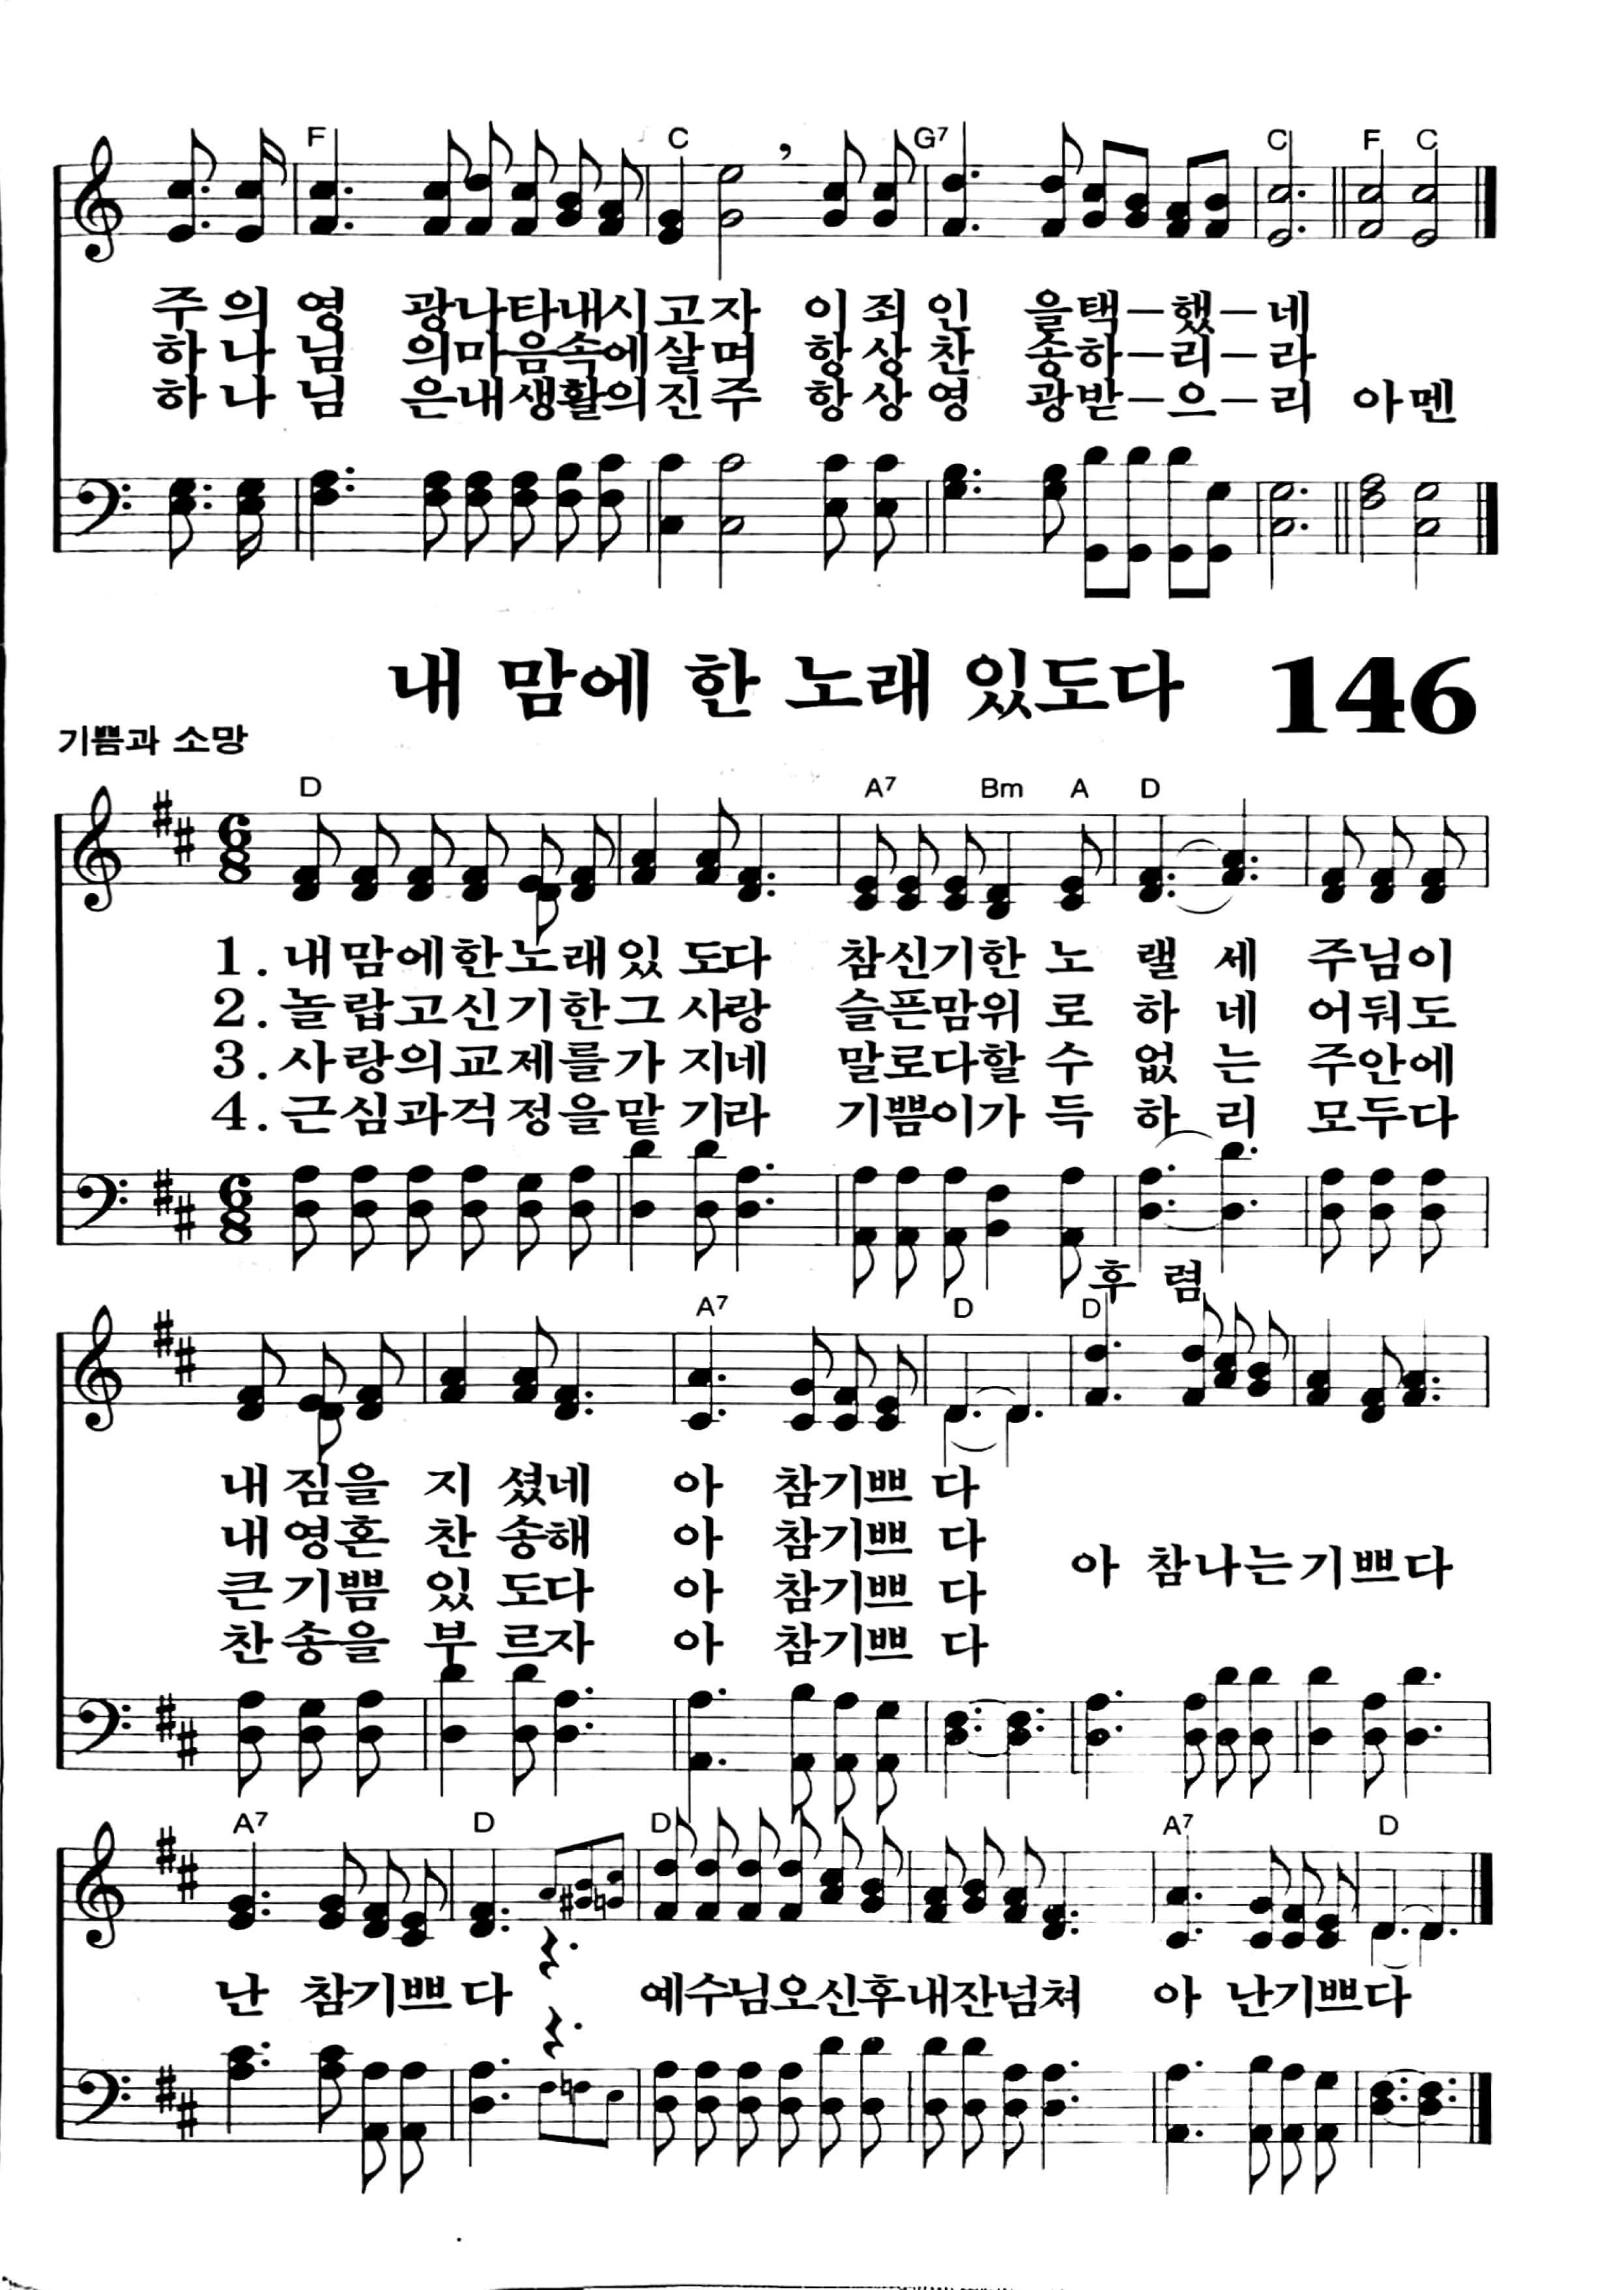 F C G7 C F C
주의영 광나타내시고자 이죄인 을택-했-네
하나님 의마음속에살며 항상찬 송하-리-라
하나님 은내생활의진주 항상영 광받-으-리 아멘
내 맘에 한 노래 있도다 146
기쁨과 소망
D A7 Bm A D
6 8
1. 내맘에한노래있 도다 참신기한 노 랠 세 주님이
2. 놀랍고신기한그 사랑 슬픈맘위 로 하 네 어둬도
3. 사랑의교제를가 지네 말로다할 수 없 는 주안에
4. 근심과걱정을맡 기라 기쁨이가 득 하 리 모두다
6 8
후 렴
A7 D D
내짐을 지 셨네 아 참기쁘 다
내영혼 찬 송해 아 참기쁘 다
큰기쁨 있 도다 아 참기쁘 다
찬송을 부 르자 아 참기쁘 다
아 참나는기쁘다
A7 D D A7 D
난 참기쁘다 예수님오신후내잔넘쳐 아 난기쁘다